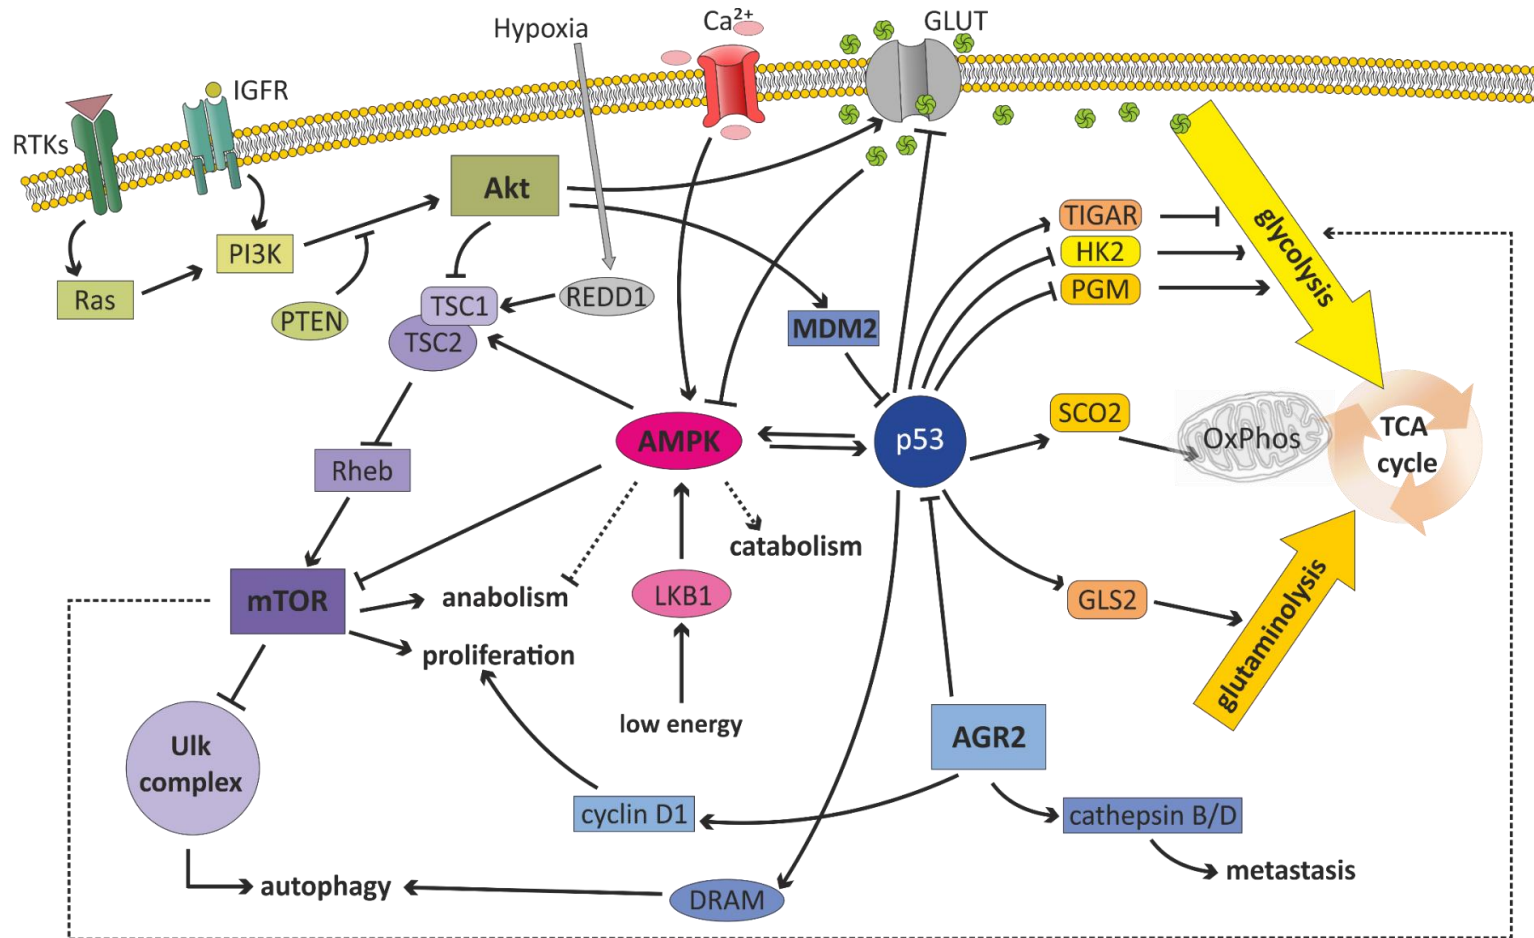 Hypoxia
Ca²⁺
GLUT
IGFR
RTKs
Akt
PI3K
Ras
PTEN
TSC1
TSC2
REDD1
MDM2
TIGAR
HK2
PGM
glycolysis
AMPK
p53
SCO2
OxPhos
TCA
cycle
Rheb
catabolism
mTOR
anabolism
LKB1
GLS2
glutaminolysis
proliferation
low energy
AGR2
Ulk
complex
cyclin D1
cathepsin B/D
metastasis
autophagy
DRAM